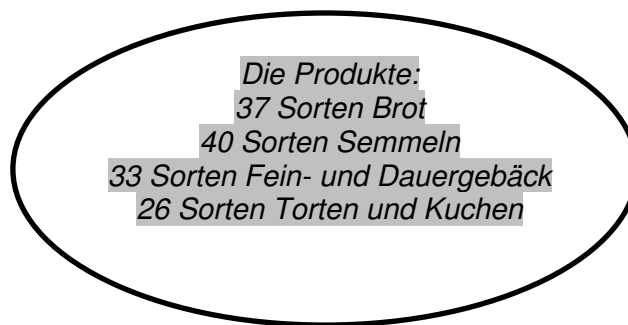 Die Produkte:
37 Sorten Brot
40 Sorten Semmeln
33 Sorten Fein- und Dauergebäck
26 Sorten Torten und Kuchen